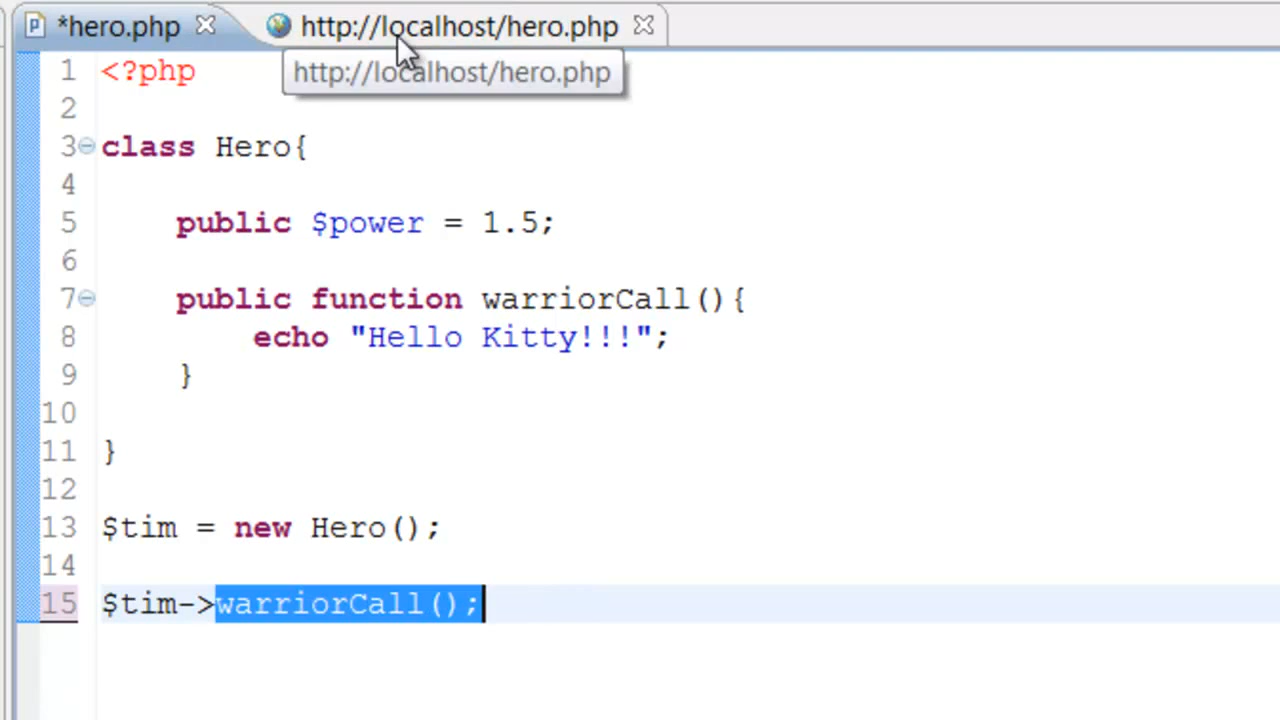 *hero.php http://localhost/hero.php
http://localhost/hero.php
1 <?php
2
3 class Hero{
4
5 public $power = 1.5;
6
7 public function warriorCall(){
8 echo "Hello Kitty!!!";
9 }
10
11 }
12
13 $tim = new Hero();
14
15 $tim->warriorCall();